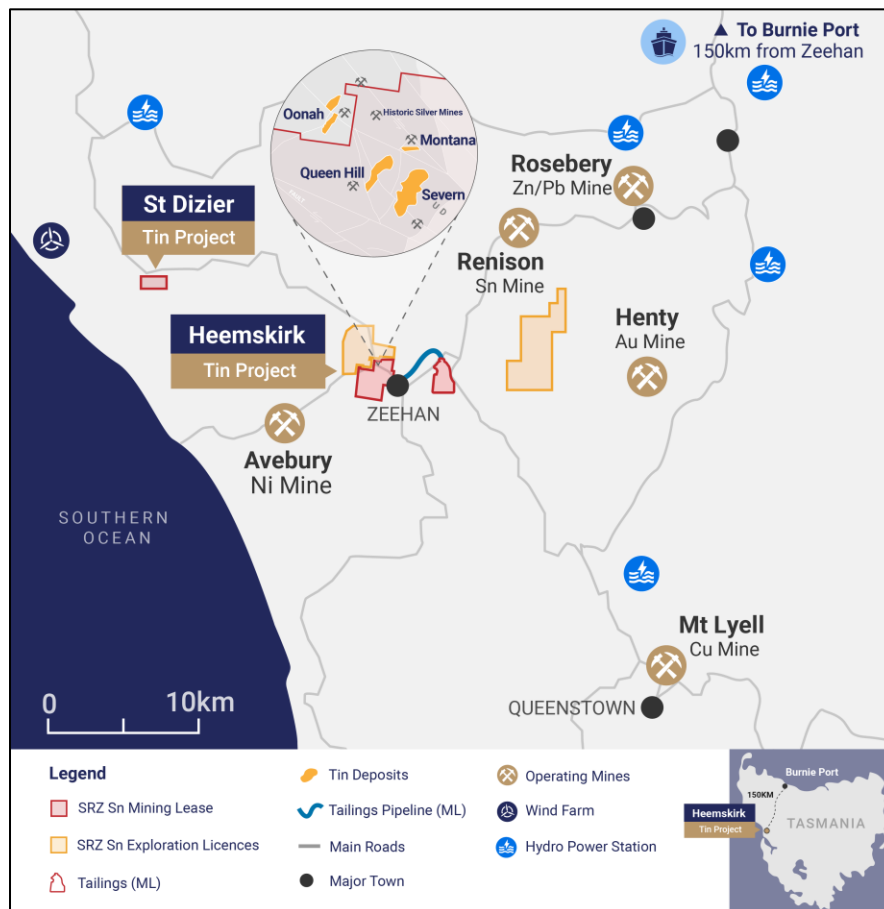 ▲ To Burnie Port
150km from Zeehan
Oonah
Historic Silver Mines
Montana
Queen Hill
Severn
Rosebery
Zn/Pb Mine
St Dizier
Tin Project
Renison
Sn Mine
Heemskirk
Tin Project
Henty
Au Mine
ZEEHAN
Avebury
Ni Mine
SOUTHERN
OCEAN
Mt Lyell
Cu Mine
0 10km
QUEENSTOWN
Legend
SRZ Sn Mining Lease
SRZ Sn Exploration Licences
Tailings (ML)
Tin Deposits
Tailings Pipeline (ML)
Main Roads
Major Town
Operating Mines
Wind Farm
Hydro Power Station
Burnie Port
150KM
Heemskirk
Tin Project
TASMANIA